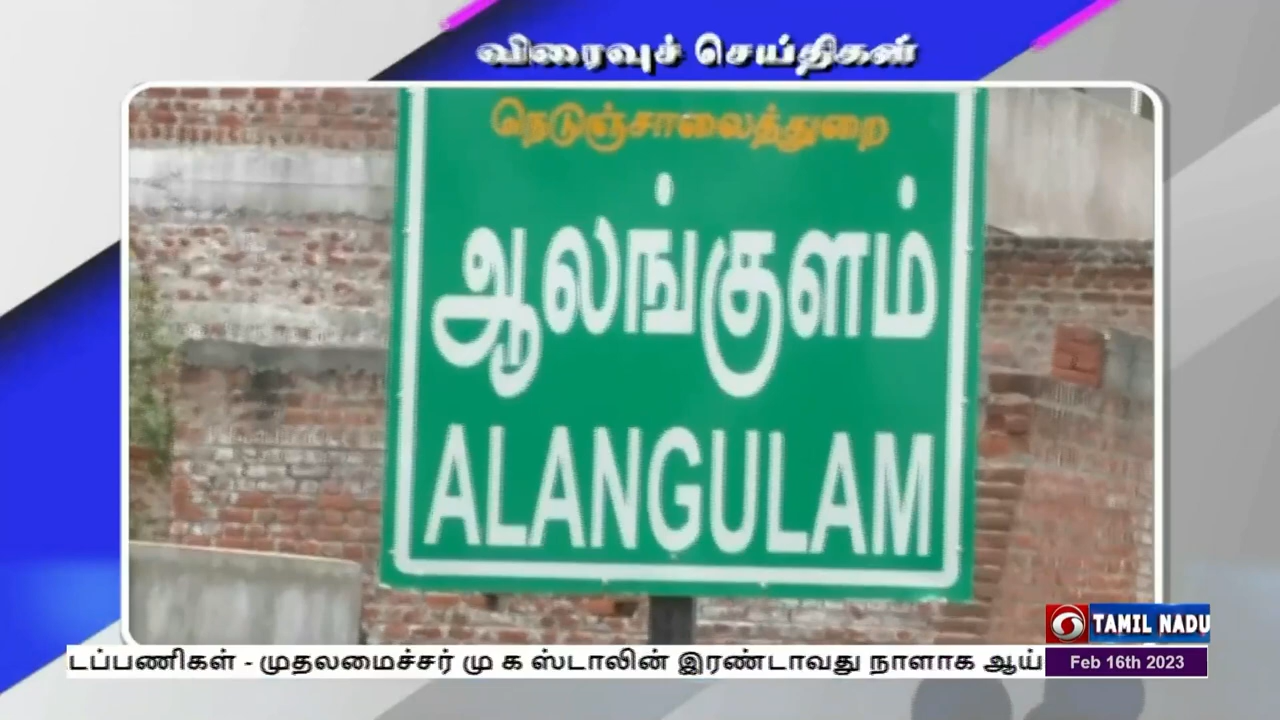 விரைவுச் செய்திகள்
நெடுஞ்சாலைத்துறை
ஆலங்குளம்
ALANGULAM
TAMIL NADU
டப்பணிகள் - முதலமைச்சர் மு க ஸ்டாலின் இரண்டாவது நாளாக ஆய்
Feb 16th 2023